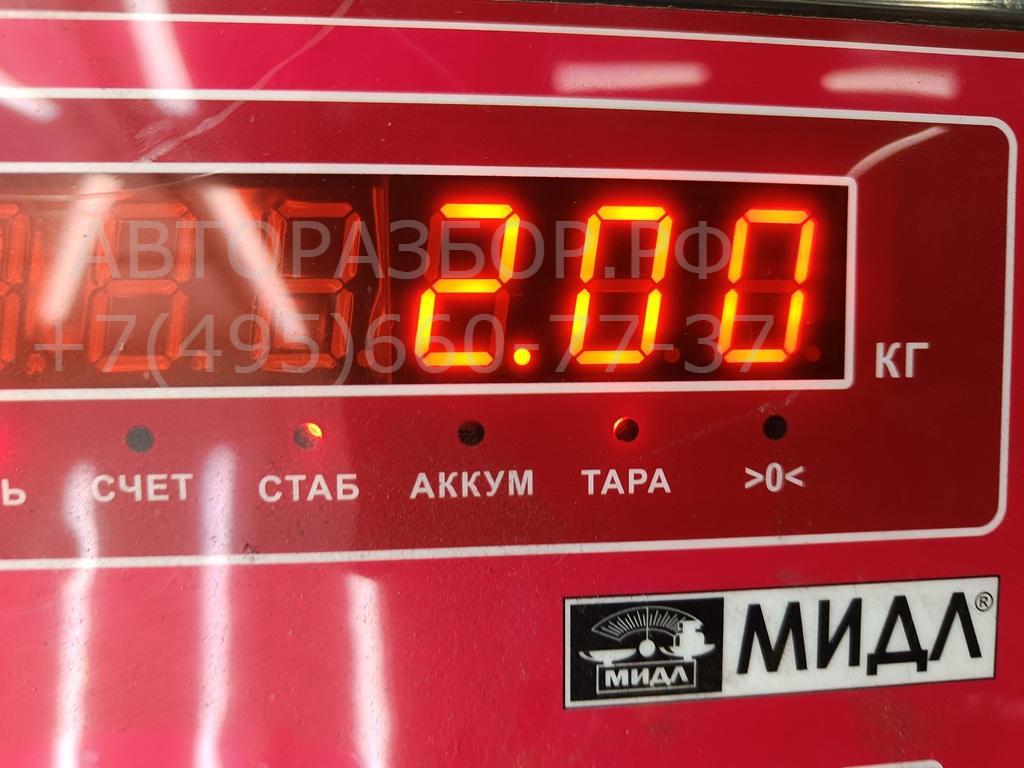 2.00
КГ
АВТОРАЗБОР.РФ
+7(495)660-77-37
Ь СЧЕТ СТАБ АККУМ ТАРА >0<
МИДЛ МИДЛ®